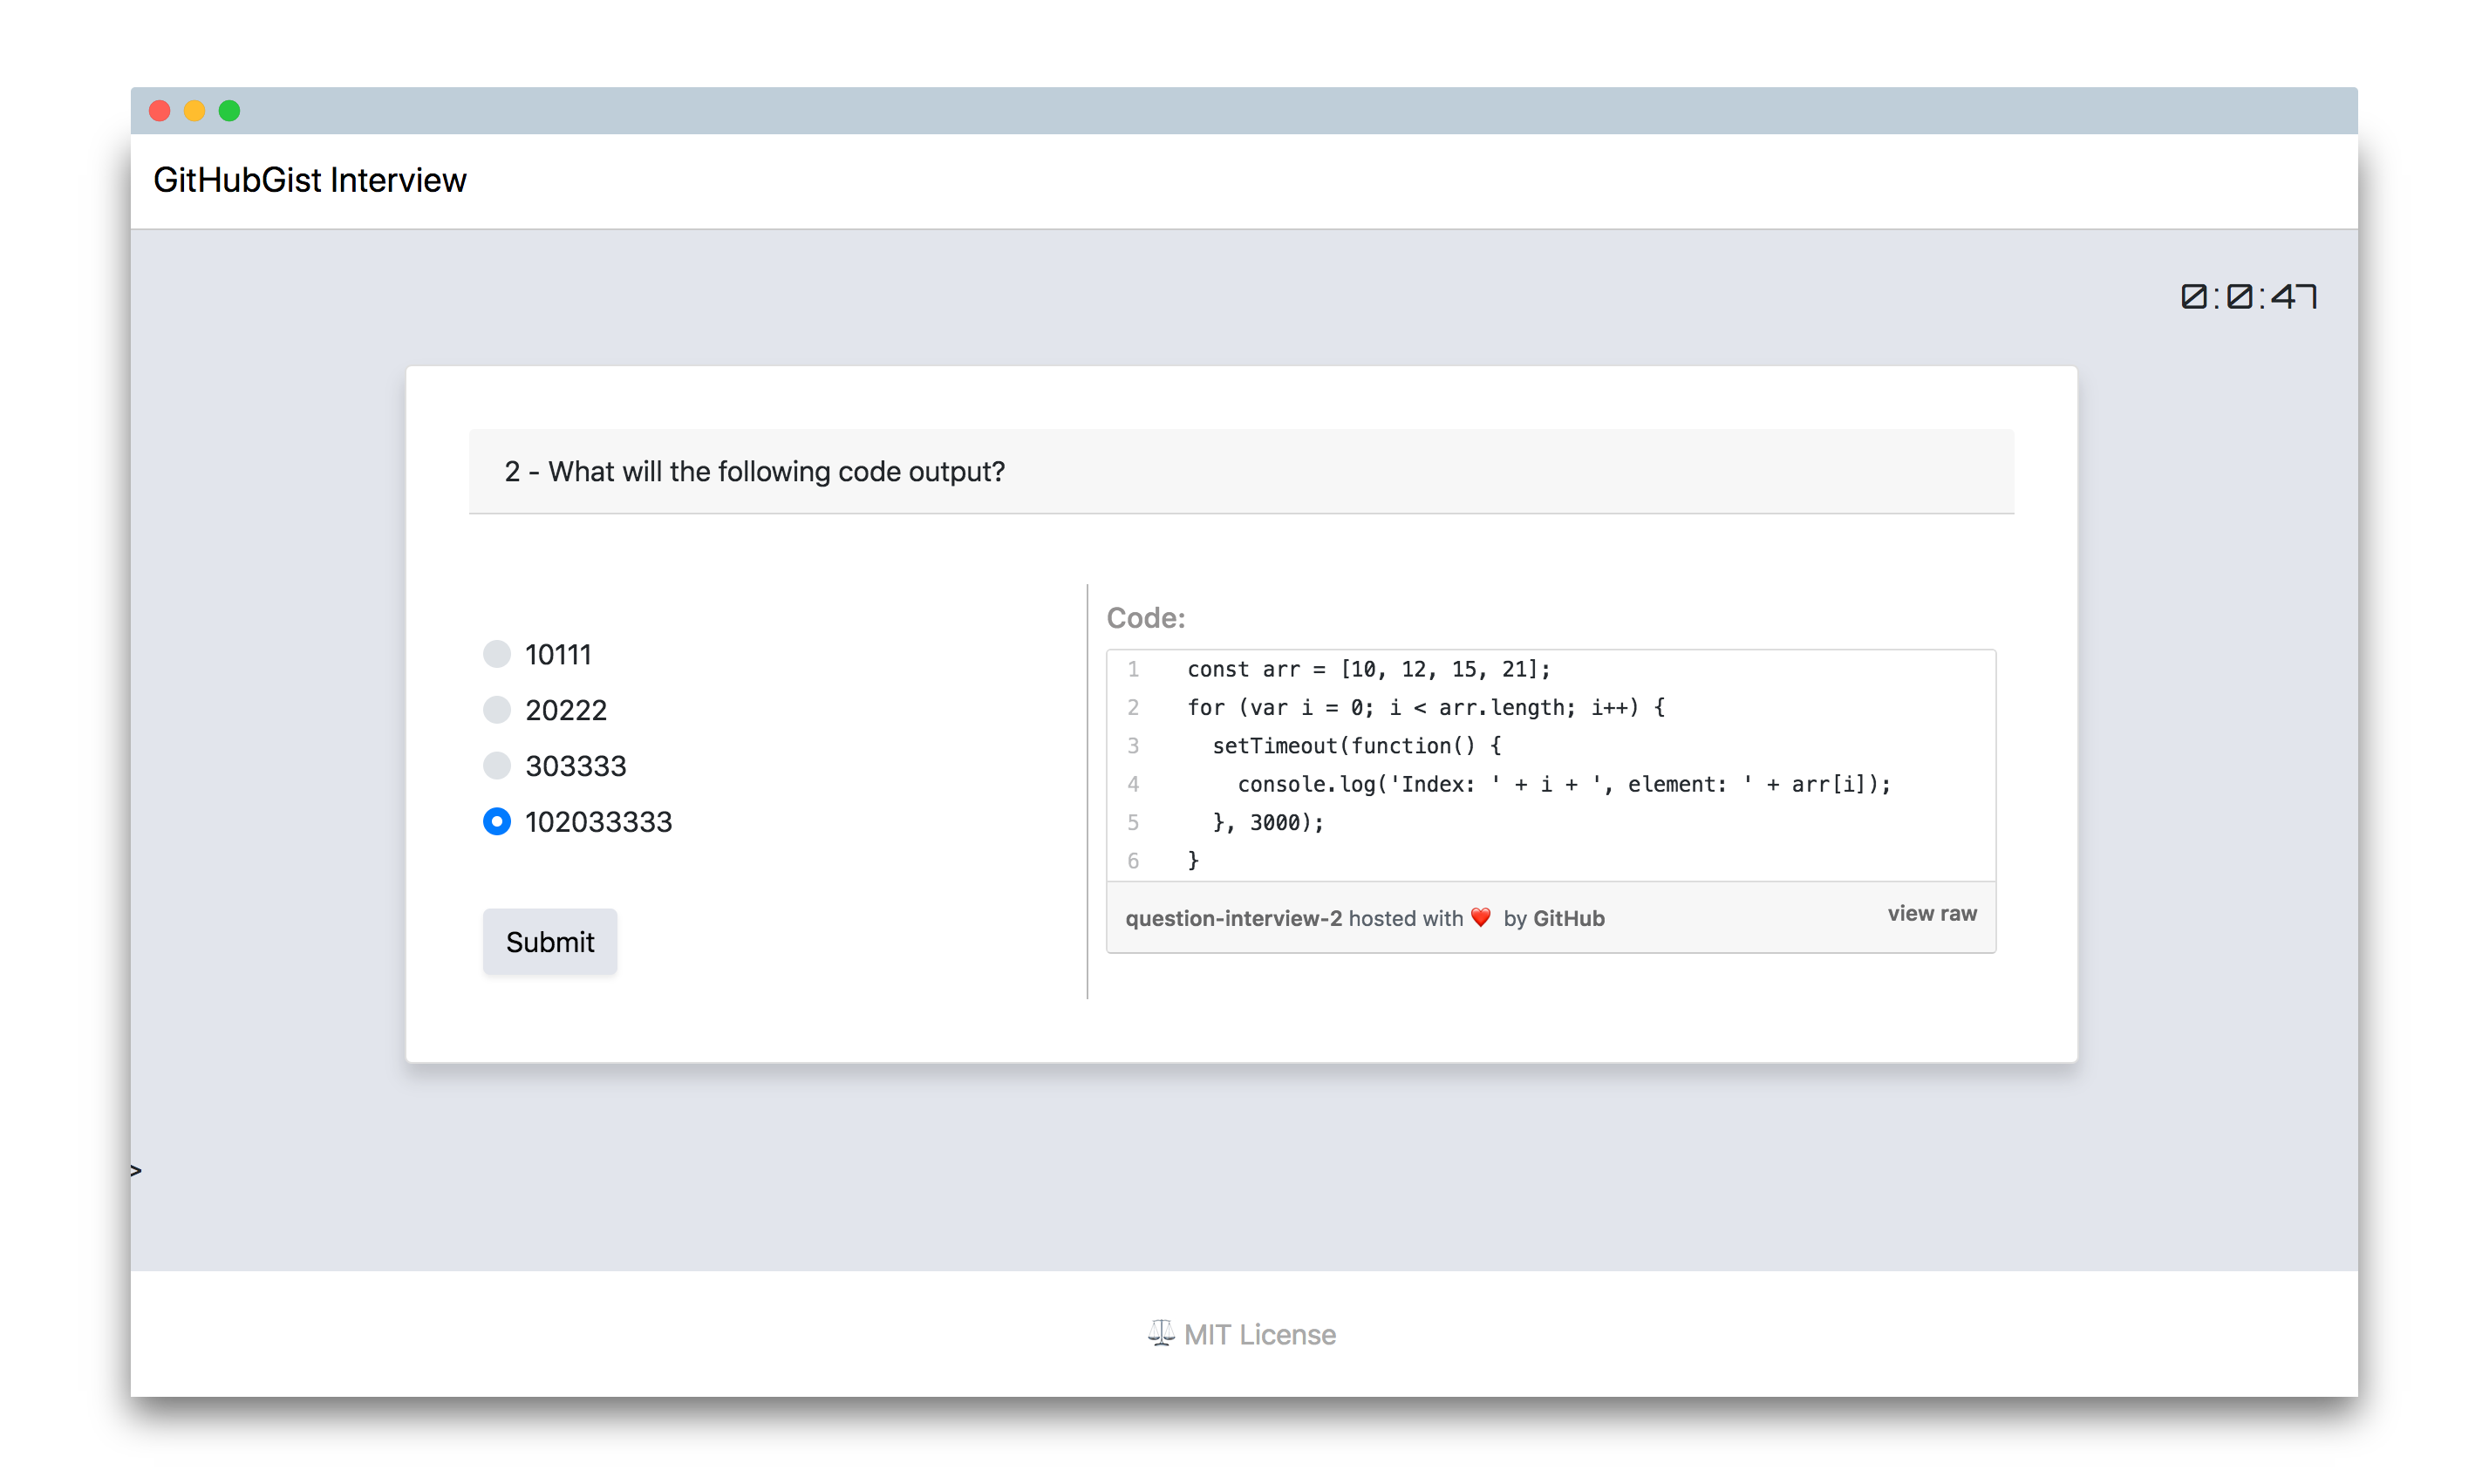 GitHubGist Interview
0:0:47
2 - What will the following code output?
10111
20222
303333
102033333
Submit
Code:
1 const arr = [10, 12, 15, 21];
2 for (var i = 0; i < arr.length; i++) {
3   setTimeout(function() {
4     console.log('Index: ' + i + ', element: ' + arr[i]);
5   }, 3000);
6 }
question-interview-2 hosted with ❤ by GitHub
view raw
>
⚖ MIT License